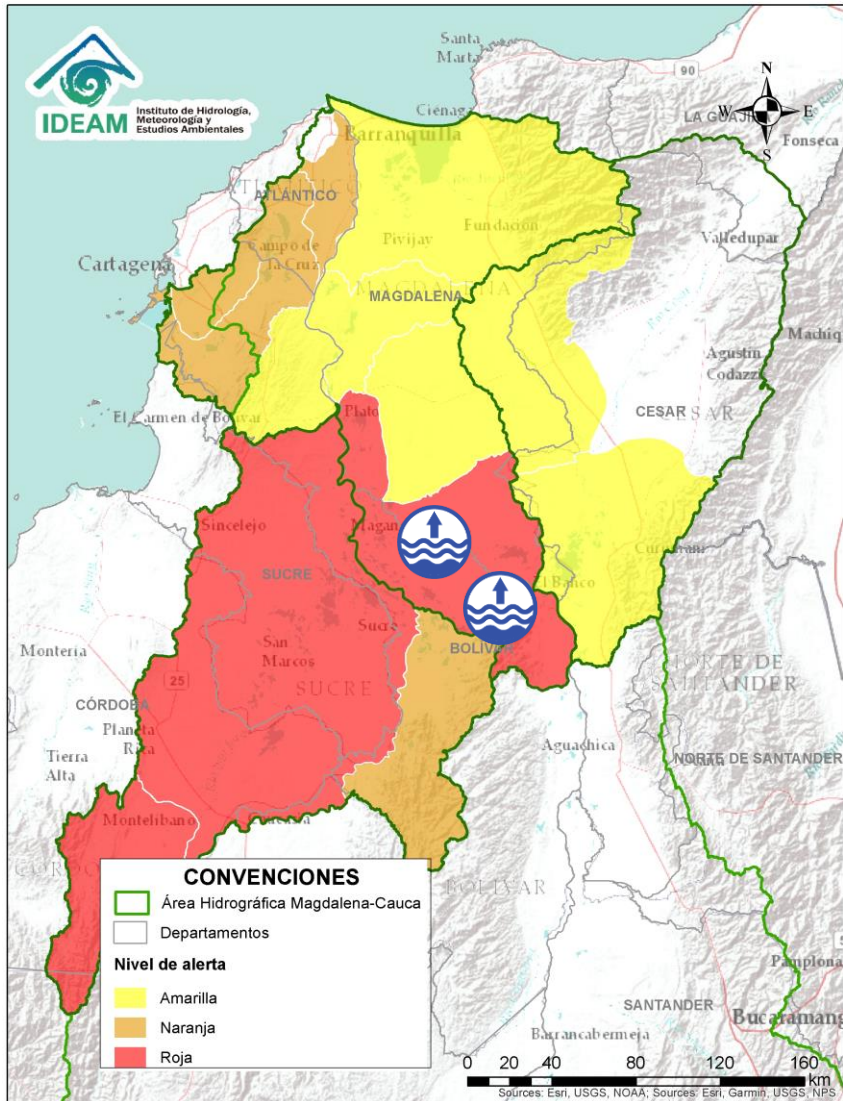 IDEAM
Instituto de Hidrología,
Meteorología y
Estudios Ambientales
Santa
Marta
90
N
W
E
S
LA GUAJIRA
Ciénaga
Barranquilla
Fonseca
ATLÁNTICO
Fundación
Pivijay
Campo de
la Cruz
Valledupar
Cartagena
MAGDALENA
Agustín
Codazzi
CESAR
CESAR
El Carmen de Bolívar
Plato
Sincelejo
SUCRE
El Banco
Sucre
Montería
San
Marcos
BOLÍVAR
25
SUCRE
NORTE DE
SANTANDER
CÓRDOBA
Planeta
Rica
Tierra
Alta
Aguachica
NORTE DE SANTANDER
Montelíbano
BOLÍVAR
CONVENCIONES
Área Hidrográfica Magdalena-Cauca
Departamentos
Nivel de alerta
Amarilla
Naranja
Roja
Pamplona
SANTANDER
Barrancabermeja
Bucaramang
0 20 40 80 120 160
km
Sources: Esri, USGS, NOAA; Sources: Esri, Garmin, USGS, NPS